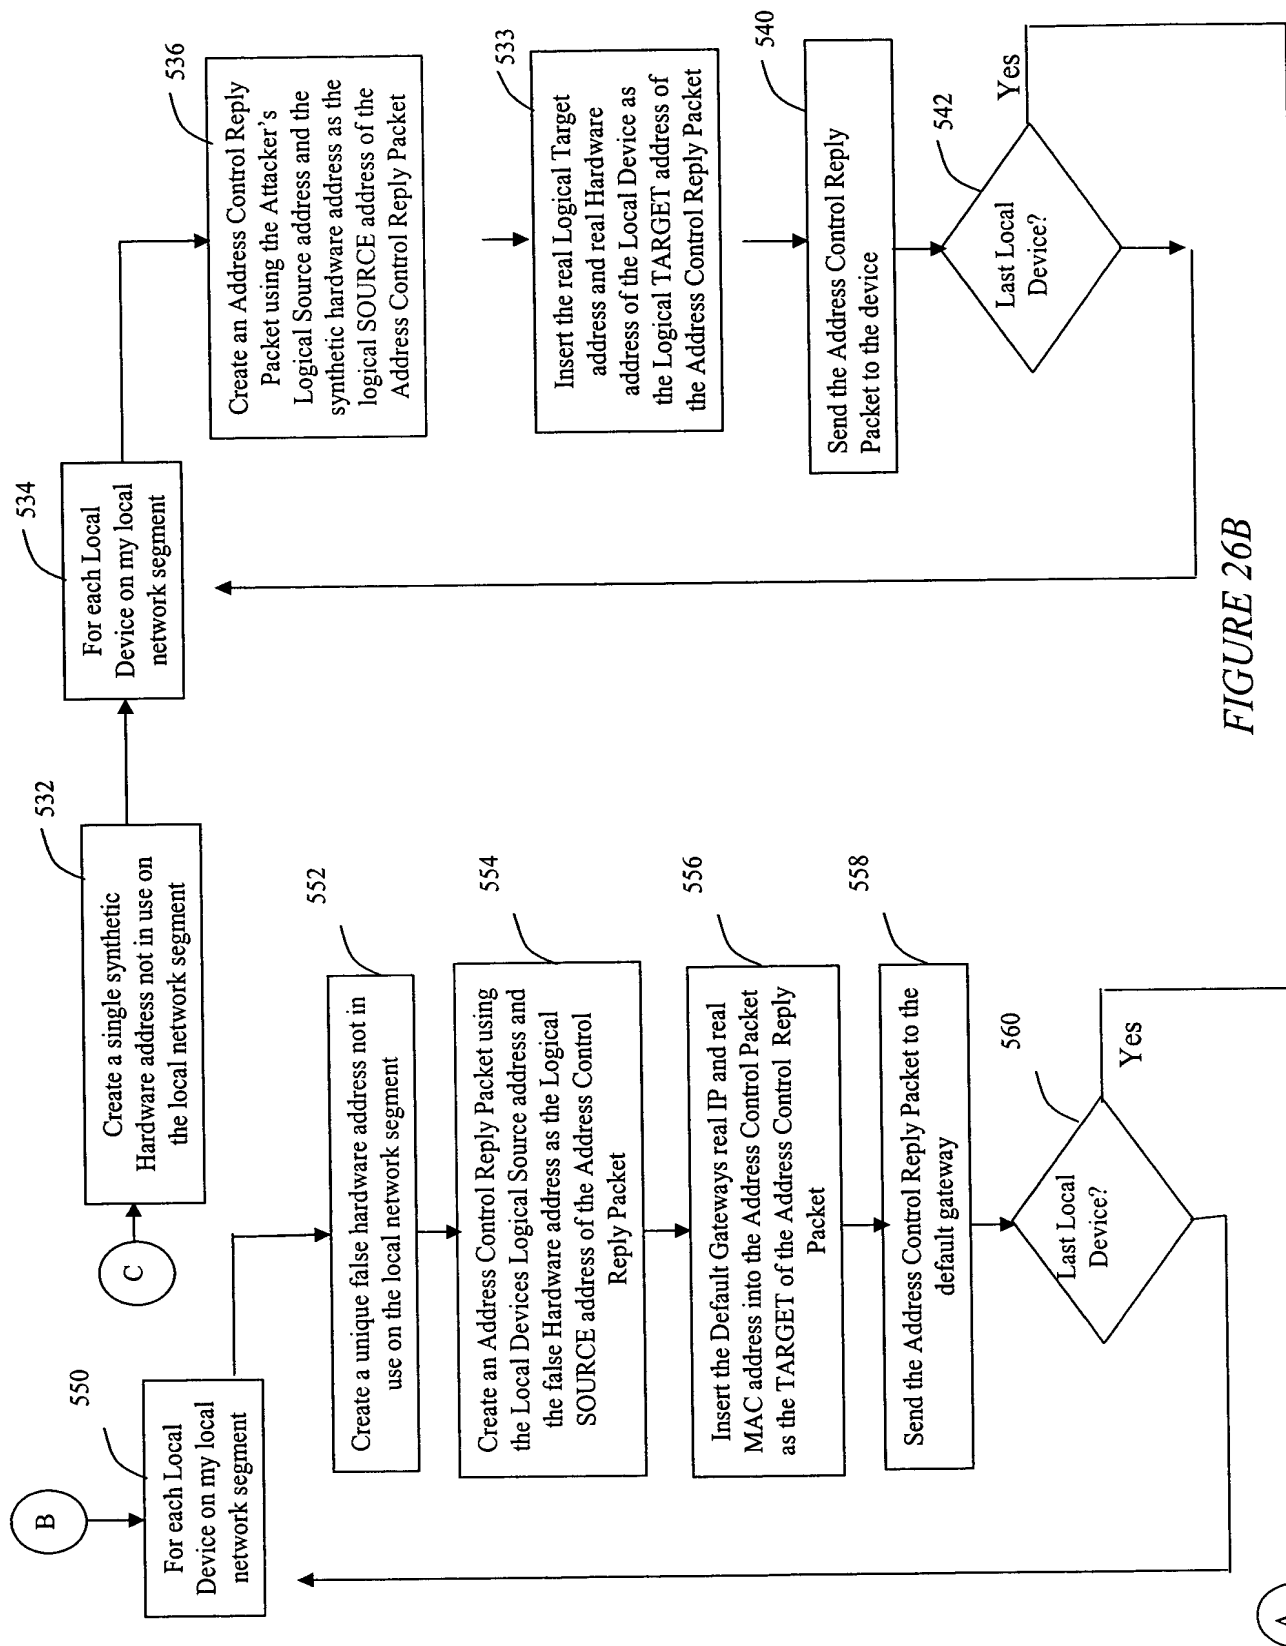 B
550
For each Local
Device on my local
network segment
552
Create a unique false hardware address not in
use on the local network segment
554
Create an Address Control Reply Packet using
the Local Devices Logical Source address and
the false Hardware address as the Logical
SOURCE address of the Address Control
Reply Packet
556
Insert the Default Gateways real IP and real
MAC address into the Address Control Packet
as the TARGET of the Address Control Reply
Packet
558
Send the Address Control Reply Packet to the
default gateway
560
Last Local
Device?
Yes
A
C
532
Create a single synthetic
Hardware address not in use on
the local network segment
534
For each Local
Device on my local
network segment
536
Create an Address Control Reply
Packet using the Attacker's
Logical Source address and the
synthetic hardware address as the
logical SOURCE address of the
Address Control Reply Packet
533
Insert the real Logical Target
address and real Hardware
address of the Local Device as
the Logical TARGET address of
the Address Control Reply Packet
540
Send the Address Control Reply
Packet to the device
542
Last Local
Device?
Yes
FIGURE 26B